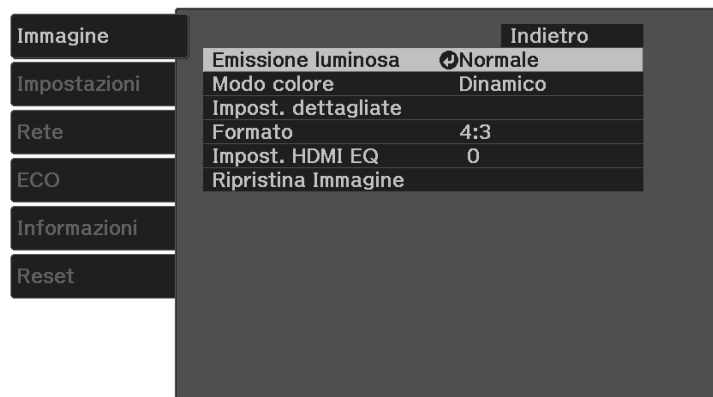 Immagine
Impostazioni
Rete
ECO
Informazioni
Reset
Indietro
Emissione luminosa Normale
Modo colore Dinamico
Impost. dettagliate
Formato 4:3
Impost. HDMI EQ 0
Ripristina Immagine